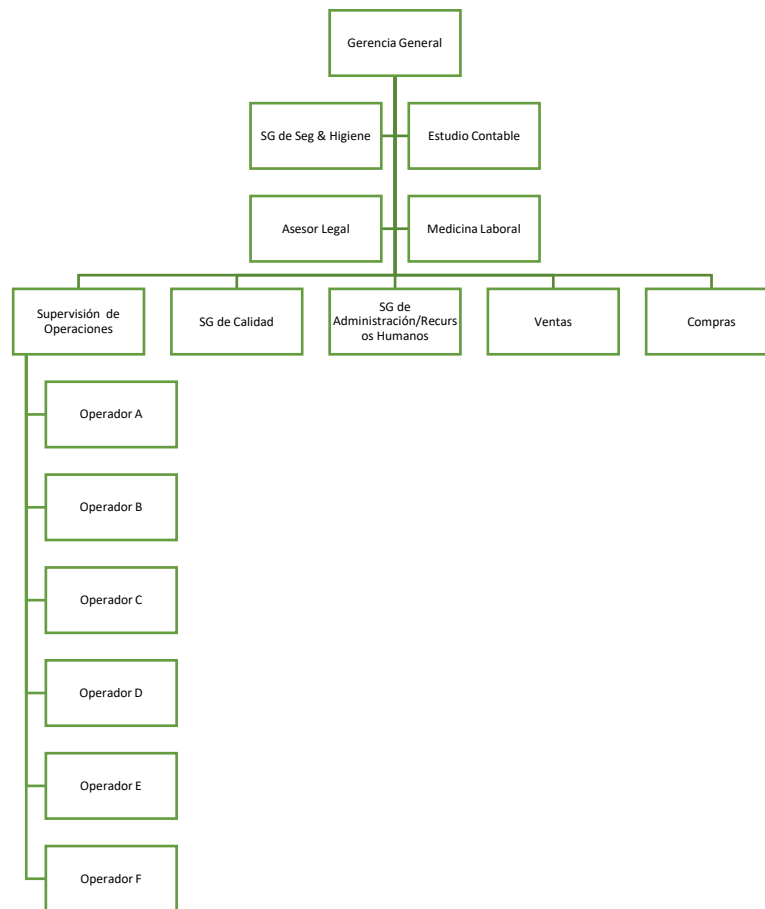 Gerencia General
SG de Seg & Higiene
Estudio Contable
Asesor Legal
Medicina Laboral
Supervisión de
Operaciones
SG de Calidad
SG de
Administración/Recurs
os Humanos
Ventas
Compras
Operador A
Operador B
Operador C
Operador D
Operador E
Operador F